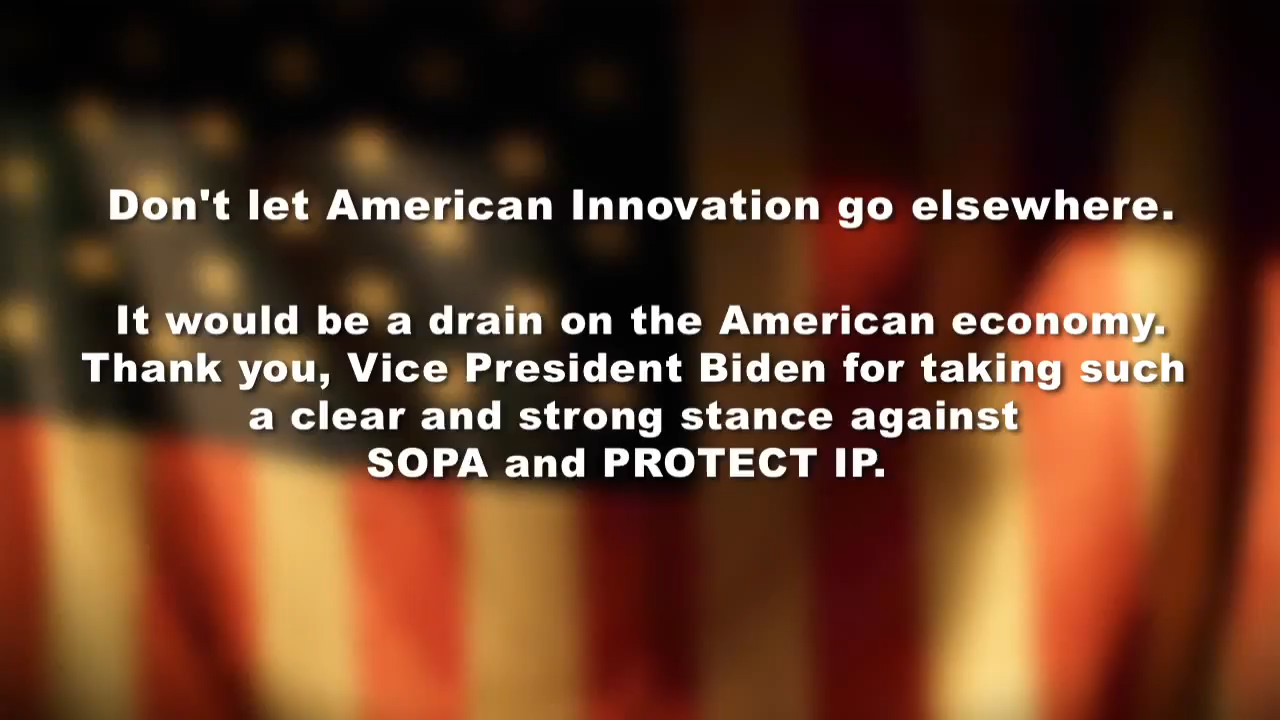 Don't let American Innovation go elsewhere.
It would be a drain on the American economy.
Thank you, Vice President Biden for taking such
a clear and strong stance against
SOPA and PROTECT IP.